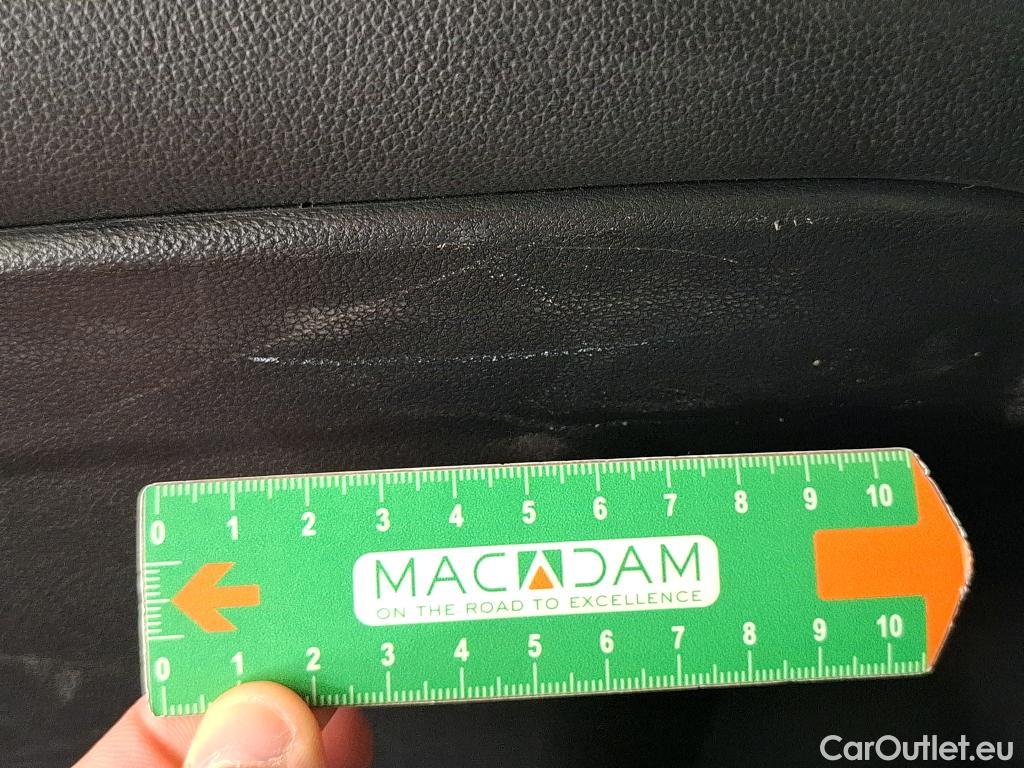 0 1 2 3 4 5 6 7 8 9 10
MACADAM
ON THE ROAD TO EXCELLENCE
0 1 2 3 4 5 6 7 8 9 10
CarOutlet.eu